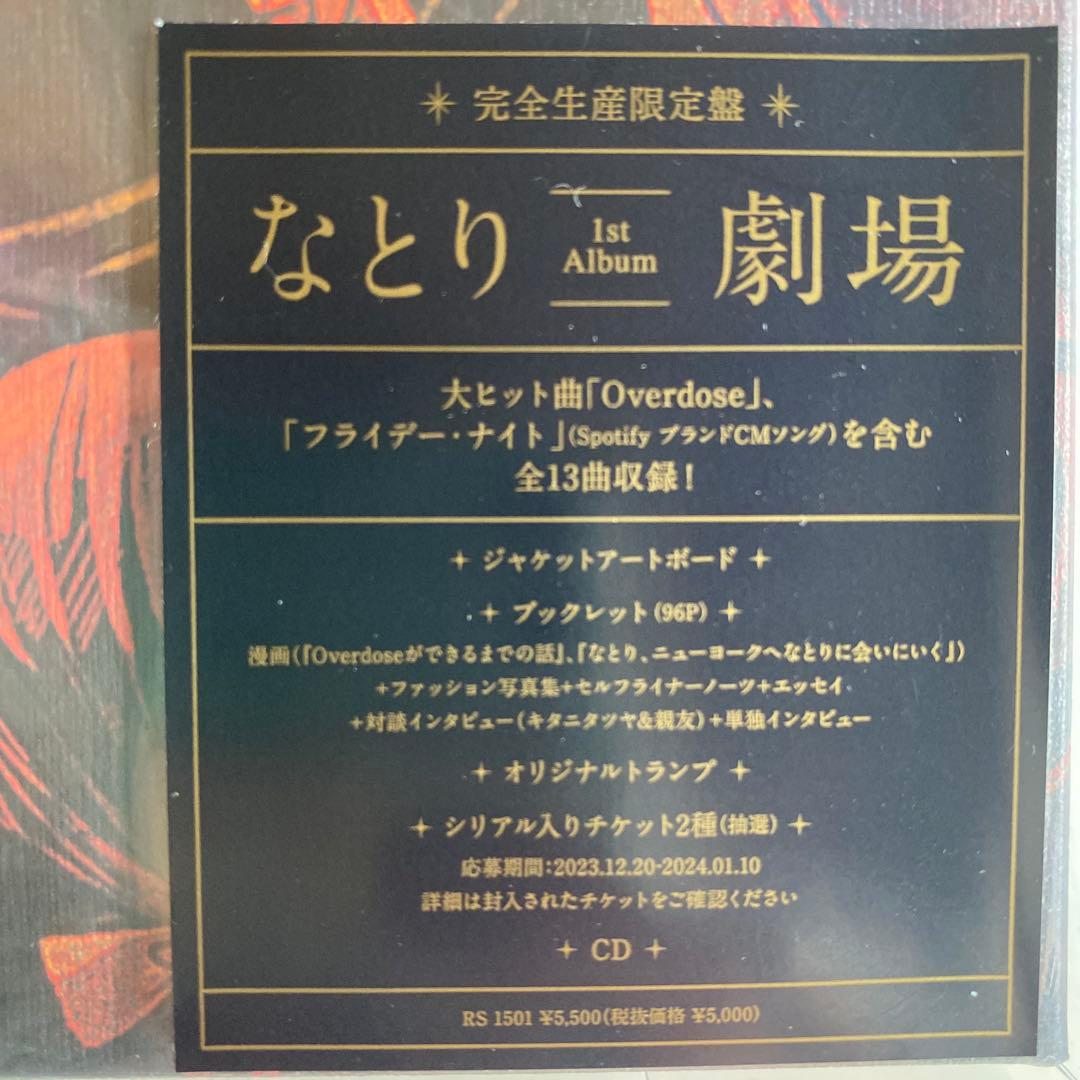 完全生産限定盤
なとり 1st Album 劇場
大ヒット曲「Overdose」、
「フライデー・ナイト」(Spotify ブランドCMソング)を含む
全13曲収録!
ジャケットアートボード
ブックレット(96P)
漫画(『Overdoseができるまでの話』、『なとり、ニューヨークへなとりに会いにいく』)
+ファッション写真集+セルフライナーノーツ+エッセイ
+対談インタビュー(キタニタツヤ&親友)+単独インタビュー
オリジナルトランプ
シリアル入りチケット2種(抽選)
応募期間:2023.12.20-2024.01.10
詳細は封入されたチケットをご確認ください
CD
RS 1501 ¥5,500(税抜価格 ¥5,000)